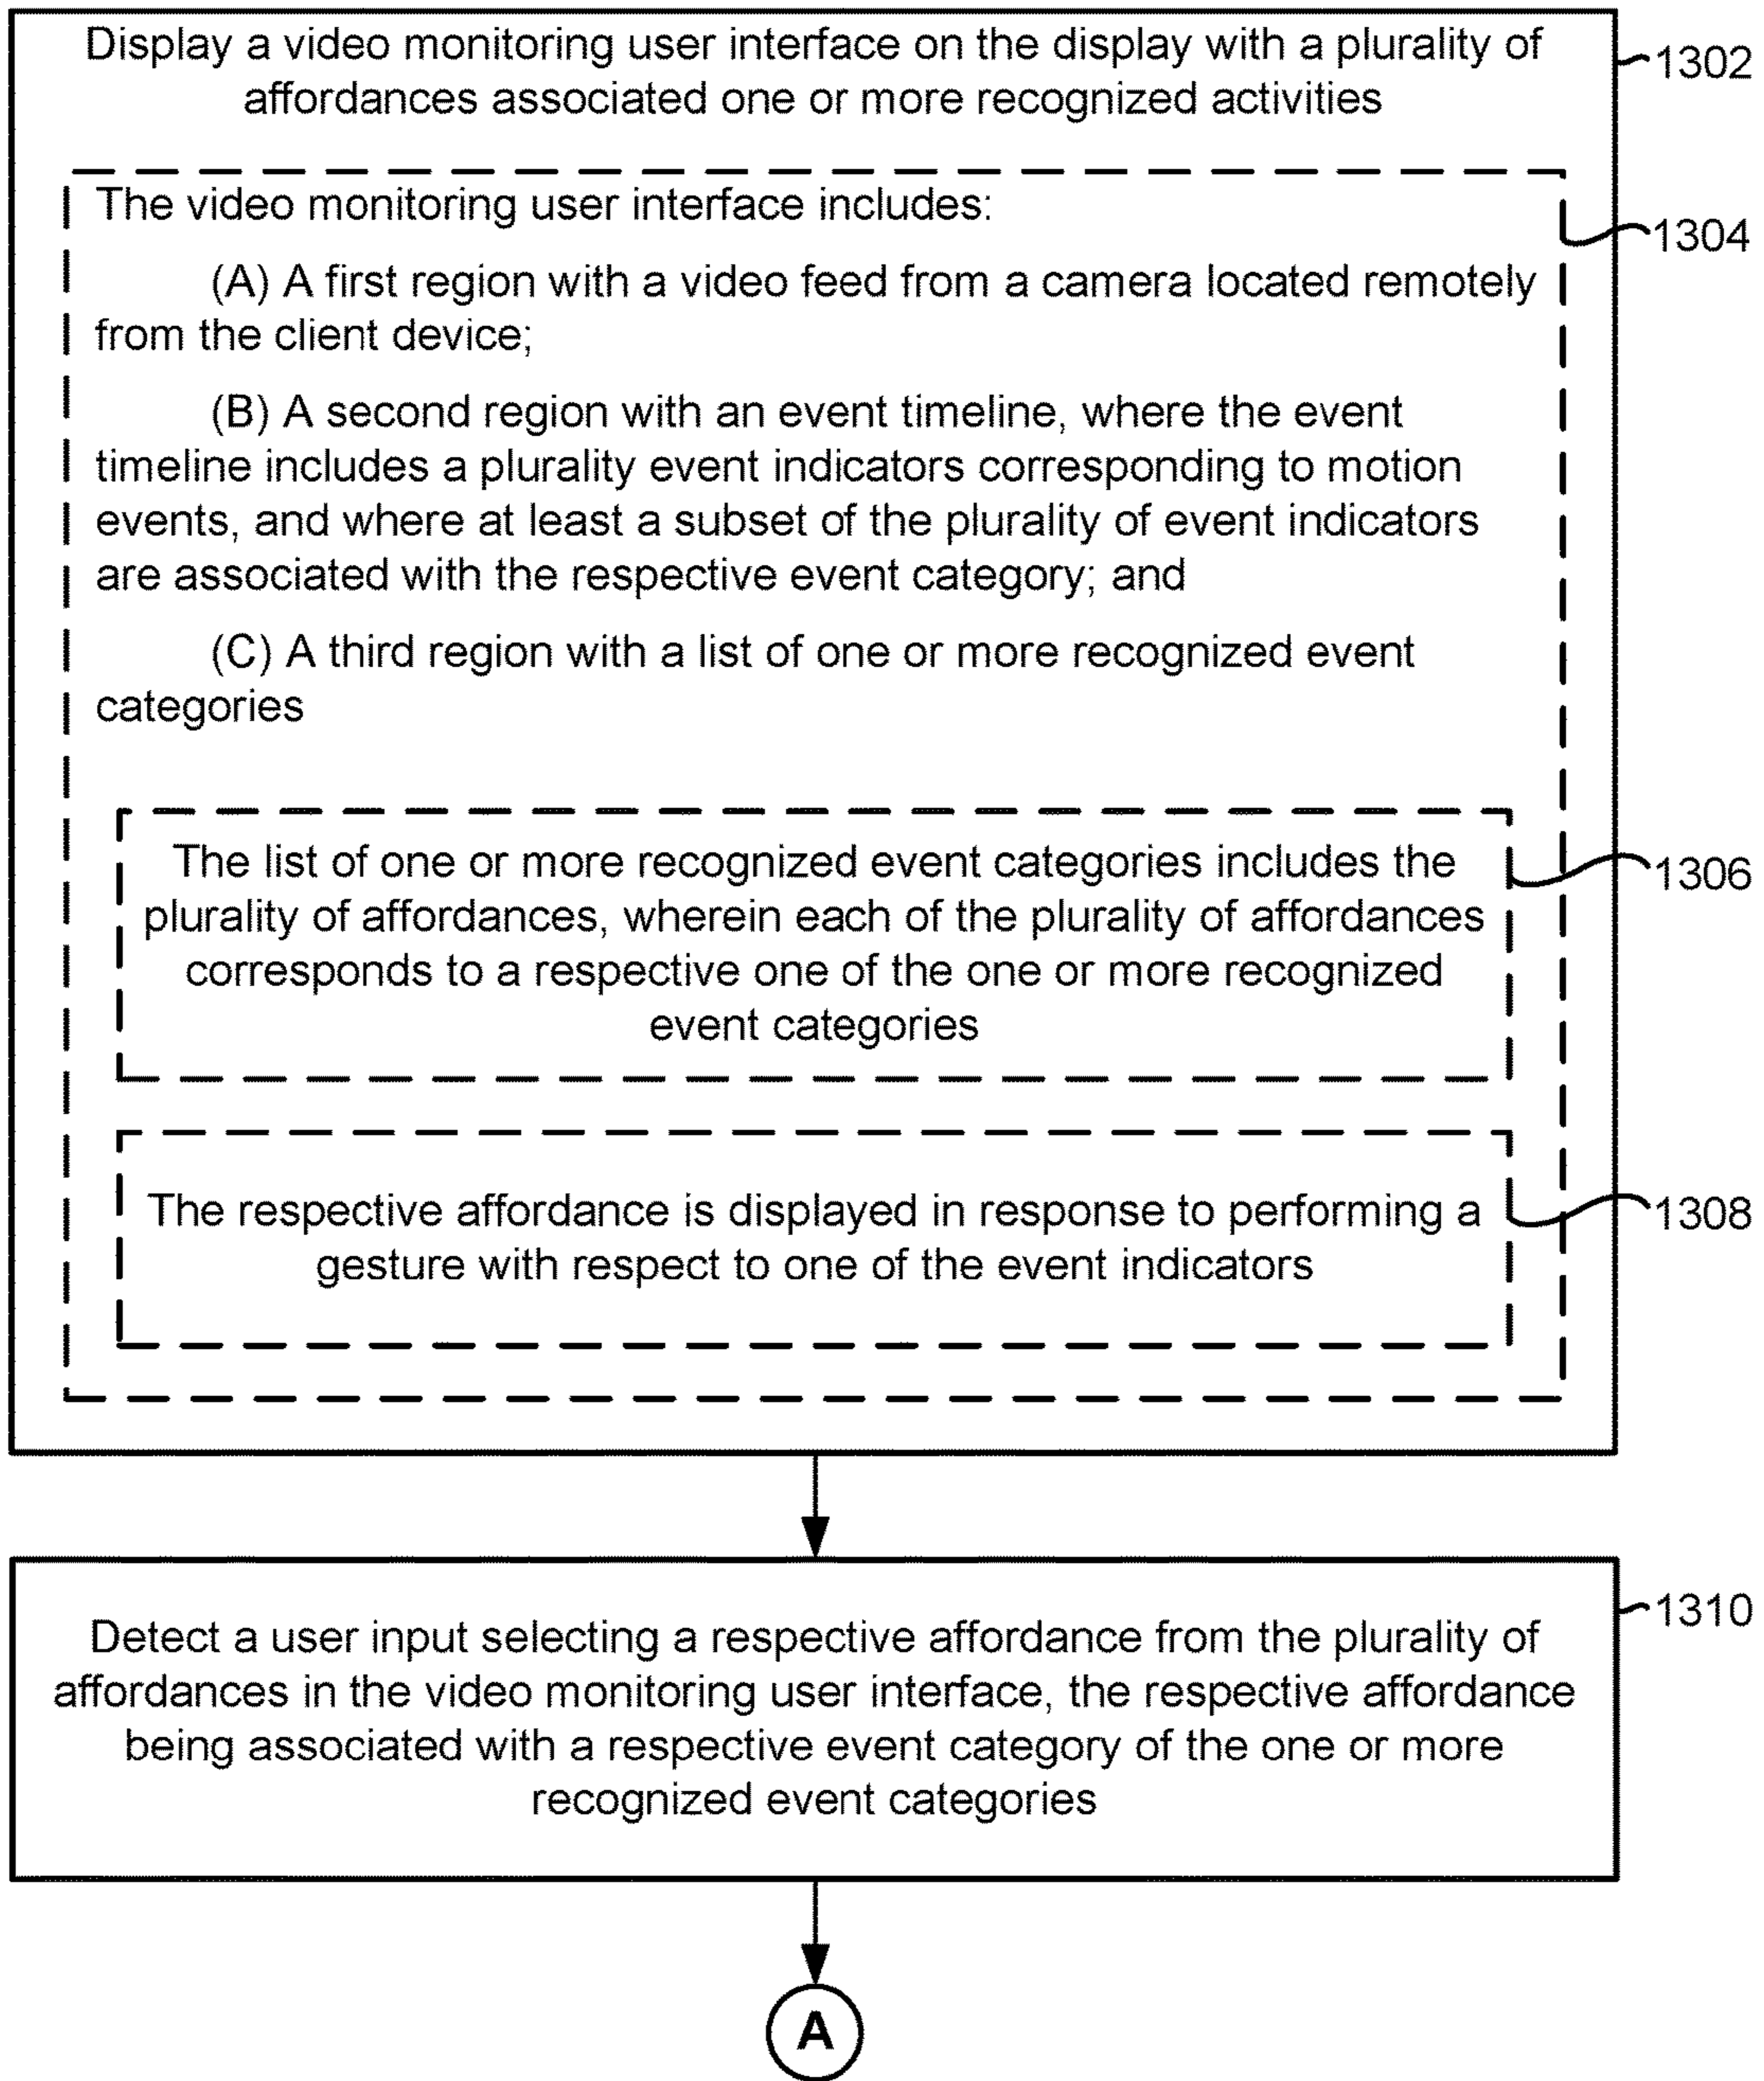 Display a video monitoring user interface on the display with a plurality of
affordances associated one or more recognized activities
1302
The video monitoring user interface includes:
1304
(A) A first region with a video feed from a camera located remotely
from the client device;
(B) A second region with an event timeline, where the event
timeline includes a plurality event indicators corresponding to motion
events, and where at least a subset of the plurality of event indicators
are associated with the respective event category; and
(C) A third region with a list of one or more recognized event
categories
The list of one or more recognized event categories includes the
plurality of affordances, wherein each of the plurality of affordances
corresponds to a respective one of the one or more recognized
event categories
1306
The respective affordance is displayed in response to performing a
gesture with respect to one of the event indicators
1308
Detect a user input selecting a respective affordance from the plurality of
affordances in the video monitoring user interface, the respective affordance
being associated with a respective event category of the one or more
recognized event categories
1310
A